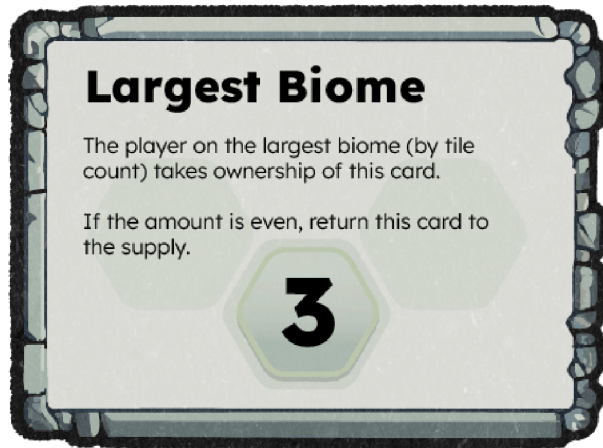 Largest Biome
The player on the largest biome (by tile
count) takes ownership of this card.
If the amount is even, return this card to
the supply.
3